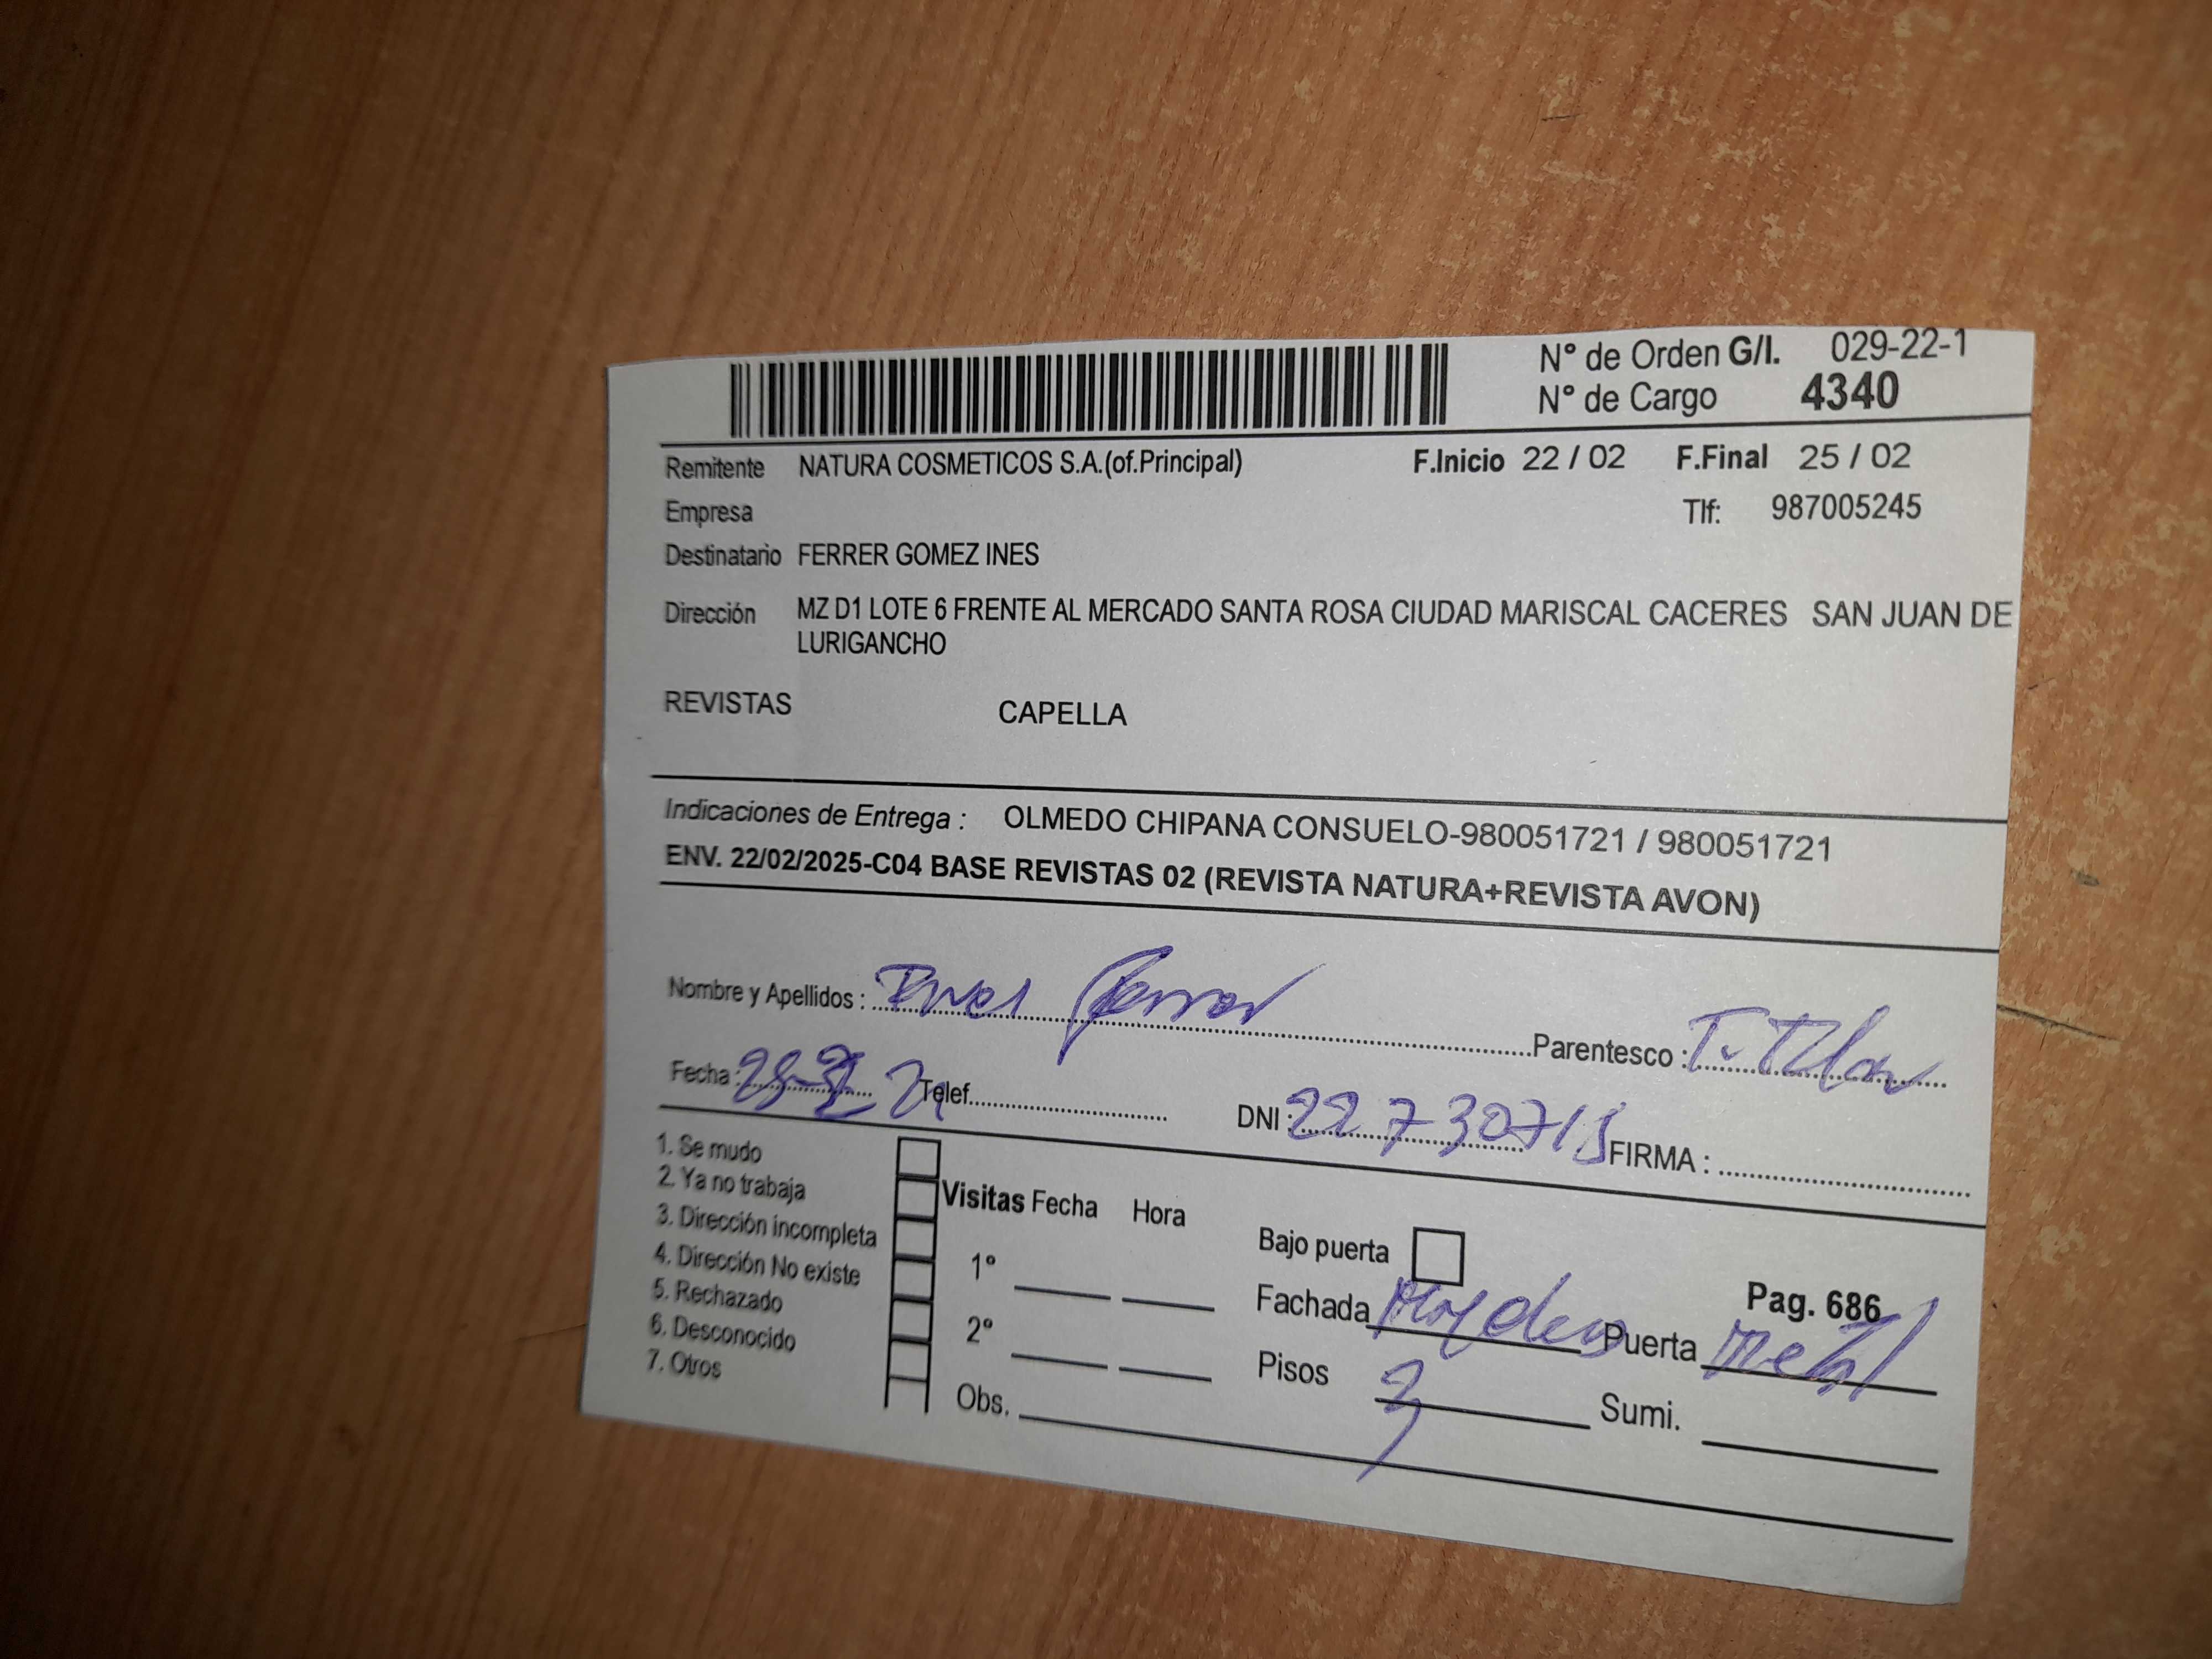 N° de Orden G/I. 029-22-1
N° de Cargo 4340
Remitente NATURA COSMETICOS S.A.(of.Principal) F.Inicio 22 / 02 F.Final 25 / 02
Empresa Tlf: 987005245
Destinatario FERRER GOMEZ INES
Dirección MZ D1 LOTE 6 FRENTE AL MERCADO SANTA ROSA CIUDAD MARISCAL CACERES SAN JUAN DE
LURIGANCHO
REVISTAS CAPELLA
Indicaciones de Entrega : OLMEDO CHIPANA CONSUELO-980051721 / 980051721
ENV. 22/02/2025-C04 BASE REVISTAS 02 (REVISTA NATURA+REVISTA AVON)
Nombre y Apellidos : Ines Ferrer Parentesco :
Fecha : Telef. DNI : 22730715 FIRMA :
1. Se mudo
2. Ya no trabaja
3. Dirección incompleta
4. Dirección No existe
5. Rechazado
6. Desconocido
7. Otros
Visitas Fecha Hora
1°
2°
Obs.
Bajo puerta
Pag. 686
Fachada Puerta metal
Pisos 3 Sumi.